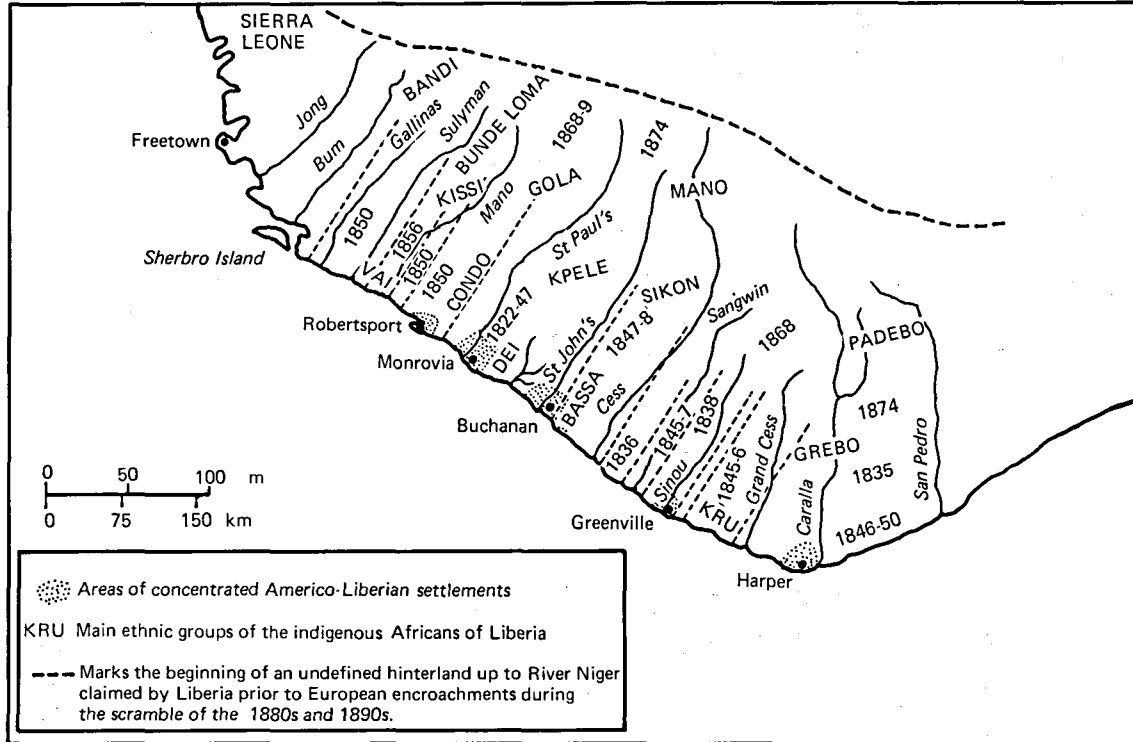 SIERRA
LEONE
Freetown
Sherbro Island
Jong
Bum
BANDI
Gallinas
Sulyman
BUNDE LOMA
KISSI
Mano
1868-9
GOLA
1874
MANO
1850
1856
VAI
1850
1850
CONDO
St Paul's
KPELE
1822-47
DEI
St John's
SIKON
1847-8
BASSA
Cess
Sangwin
1868
PADEBO
1836
1845-7
1838
Sinou
1845-6
KRU
Grand Cess
GREBO
1874
1835
Caralla
San Pedro
1846-50
Robertsport
Monrovia
Buchanan
Greenville
Harper
0 50 100 m
0 75 150 km
Areas of concentrated Americo-Liberian settlements
KRU Main ethnic groups of the indigenous Africans of Liberia
Marks the beginning of an undefined hinterland up to River Niger
claimed by Liberia prior to European encroachments during
the scramble of the 1880s and 1890s.